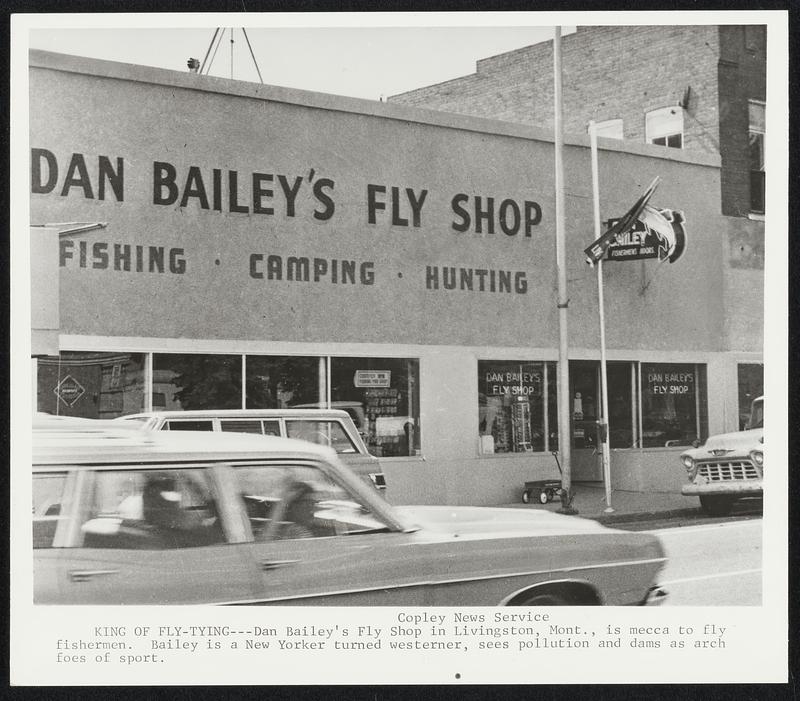 DAN BAILEY'S FLY SHOP
FISHING · CAMPING · HUNTING
DAN
BAILEY
DAN BAILEY'S
FLY SHOP
DAN BAILEY'S
FLY SHOP
Copley News Service
KING OF FLY-TYING---Dan Bailey's Fly Shop in Livingston, Mont., is mecca to fly
fishermen.  Bailey is a New Yorker turned westerner, sees pollution and dams as arch
foes of sport.